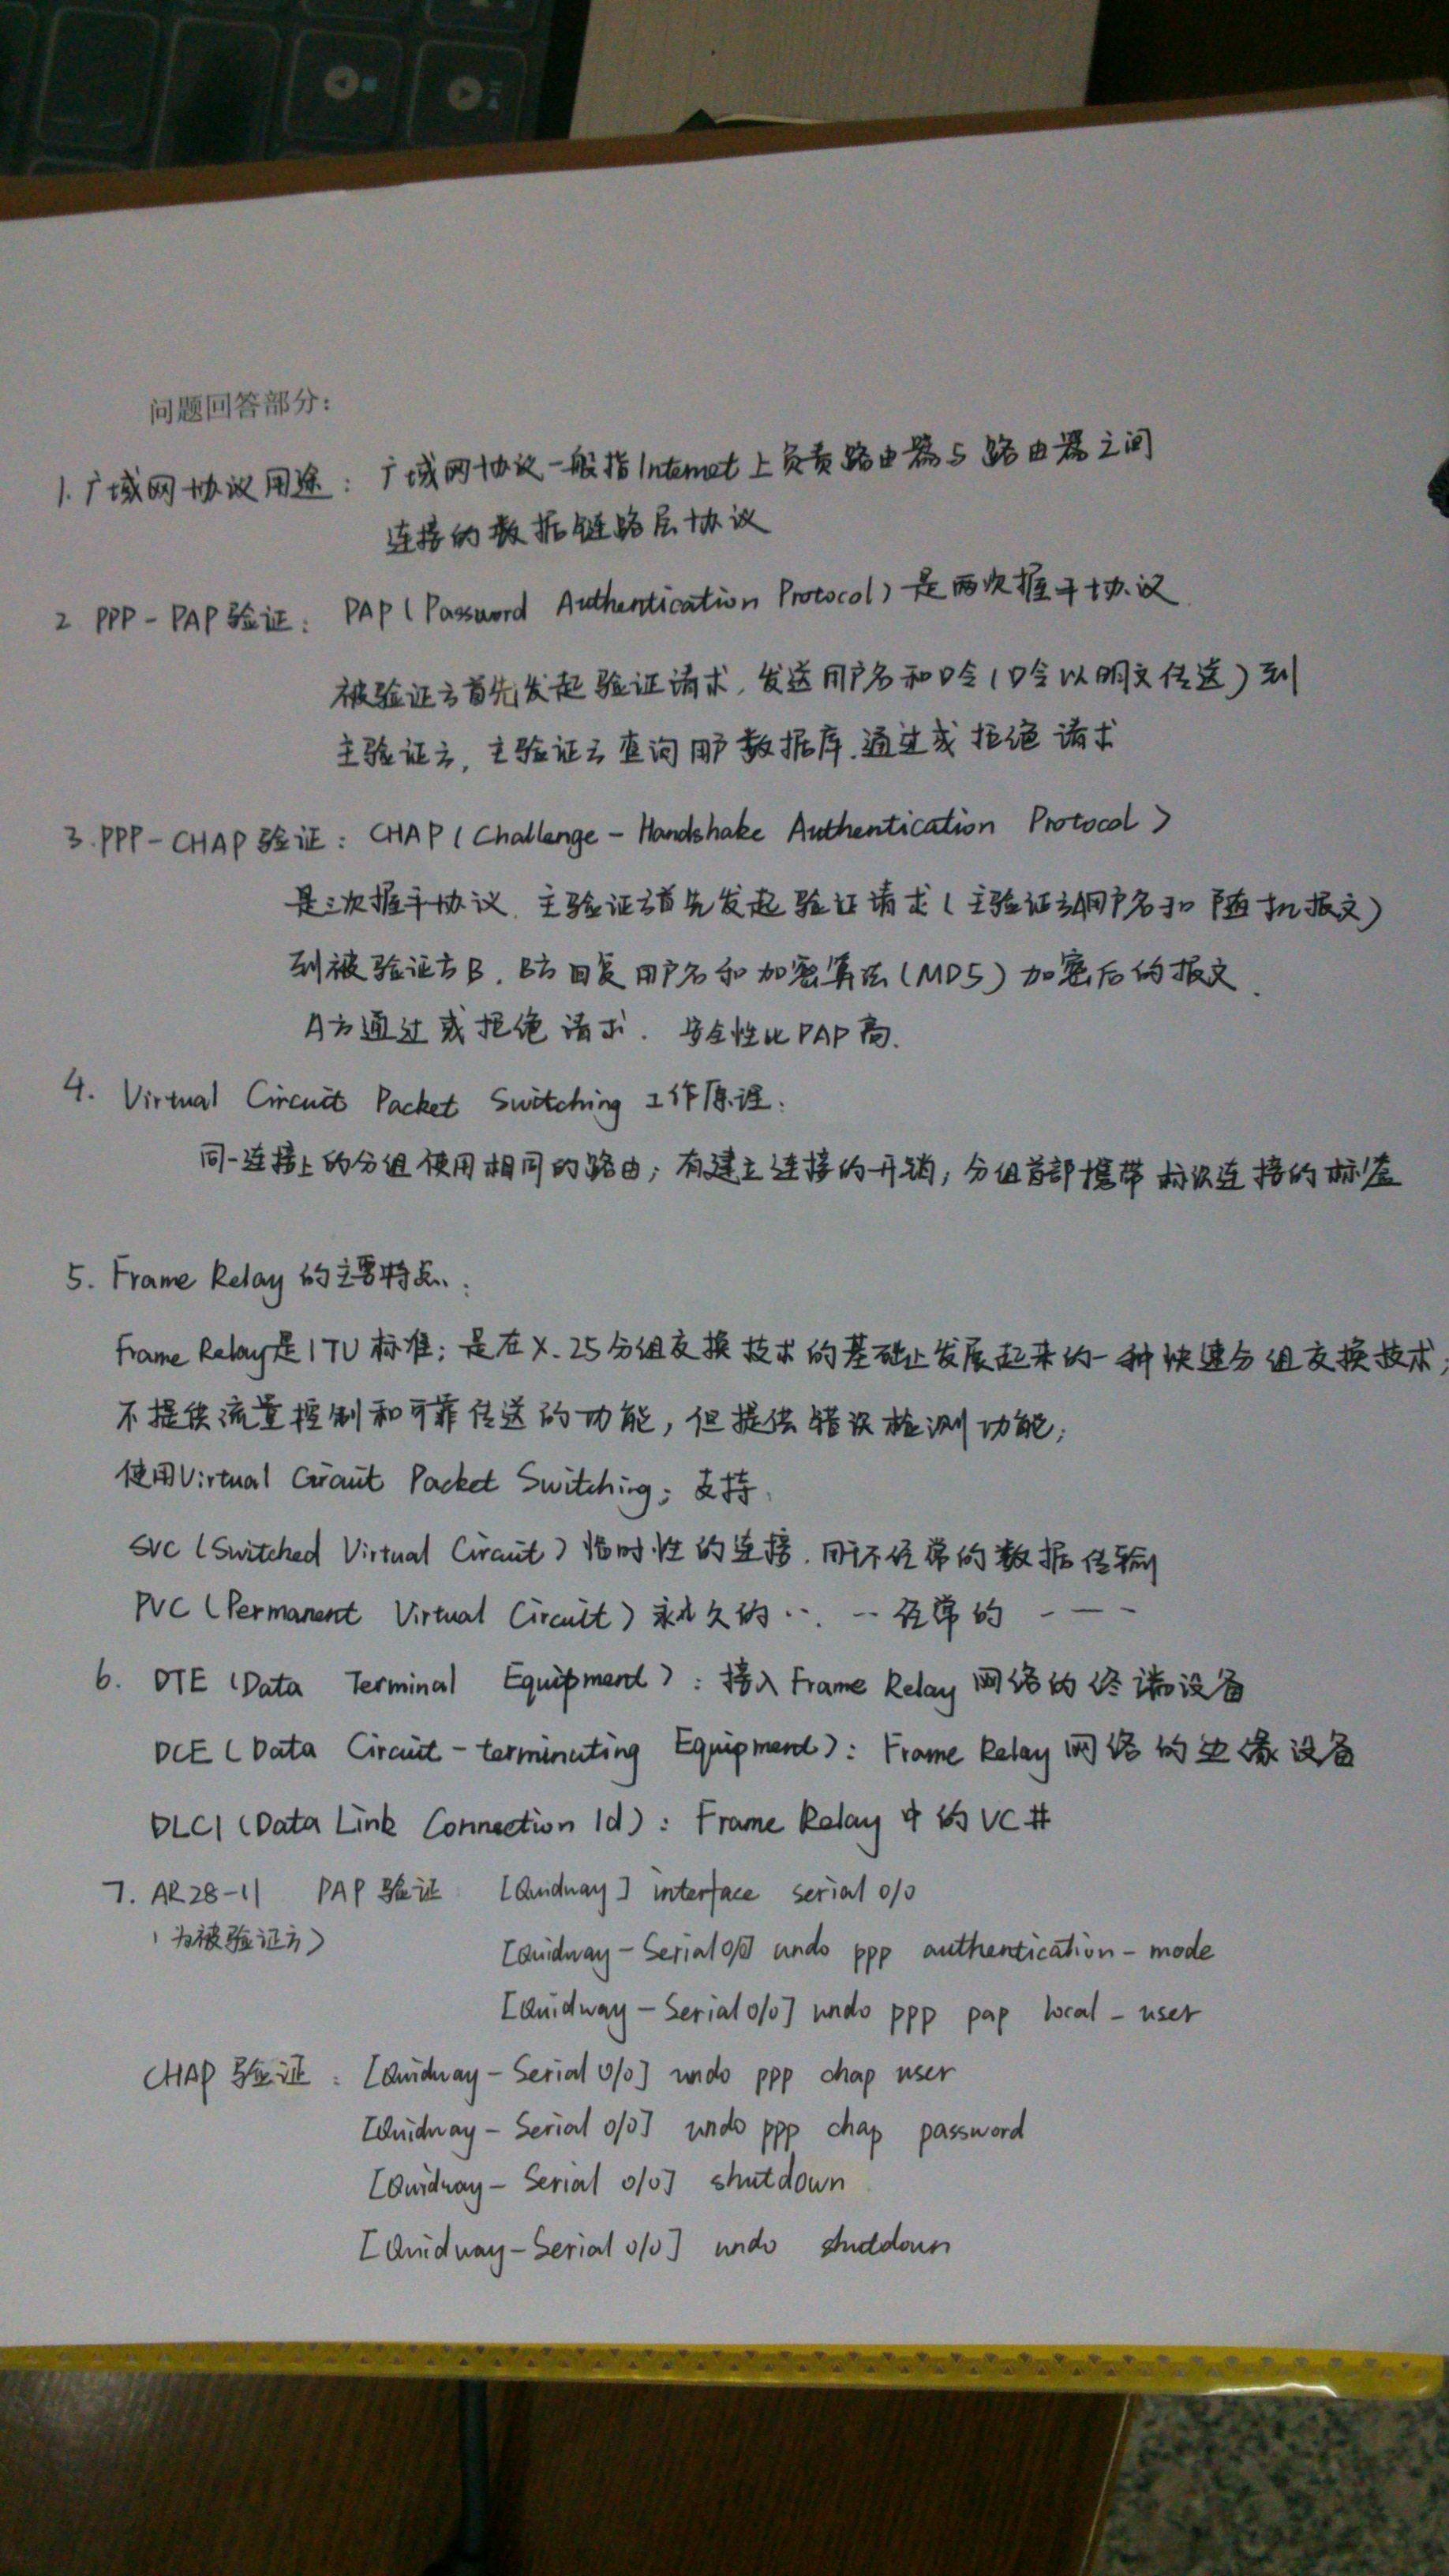 问题回答部分:
1. 广域网协议用途: 广域网协议一般指Internet上负责路由器与路由器之间
连接的数据链路层协议
2 PPP-PAP验证: PAP(Password Authentication Protocol)是两次握手协议.
被验证方首先发起验证请求,发送用户名和口令(口令以明文传送)到
主验证方,主验证方查询用户数据库.通过或拒绝请求
3. PPP-CHAP验证: CHAP(Challenge-Handshake Authentication Protocol)
是三次握手协议.主验证方首先发起验证请求(主验证方A用户名和随机报文)
到被验证方B.B方回复用户名和加密算法(MD5)加密后的报文.
A方通过或拒绝请求.安全性比PAP高.
4. Virtual Circuit Packet Switching 工作原理:
同一连接上的分组使用相同的路由;有建立连接的开销;分组首部携带标识连接的标签
5. Frame Relay的主要特点:
Frame Relay是ITU标准;是在X.25分组交换技术的基础上发展起来的一种快速分组交换技术;
不提供流量控制和可靠传送的功能,但提供错误检测功能;
使用Virtual Circuit Packet Switching;支持
SVC(Switched Virtual Circuit)临时性的连接.用于不经常的数据传输
PVC(Permanent Virtual Circuit)永久的… --经常的 ---
6. DTE(Data Terminal Equipment): 接入Frame Relay网络的终端设备
DCE(Data Circuit-terminating Equipment): Frame Relay网络的边缘设备
DLCI(Data Link Connection Id): Frame Relay中的VC#
7. AR28-11 PAP验证 [Quidway] interface serial 0/0
(为被验证方)
[Quidway-Serial0/0] undo ppp authentication-mode
[Quidway-Serial0/0] undo ppp pap local-user
CHAP验证: [Quidway-Serial 0/0] undo ppp chap user
[Quidway-Serial 0/0] undo ppp chap password
[Quidway-Serial 0/0] shutdown
[Quidway-Serial 0/0] undo shutdown